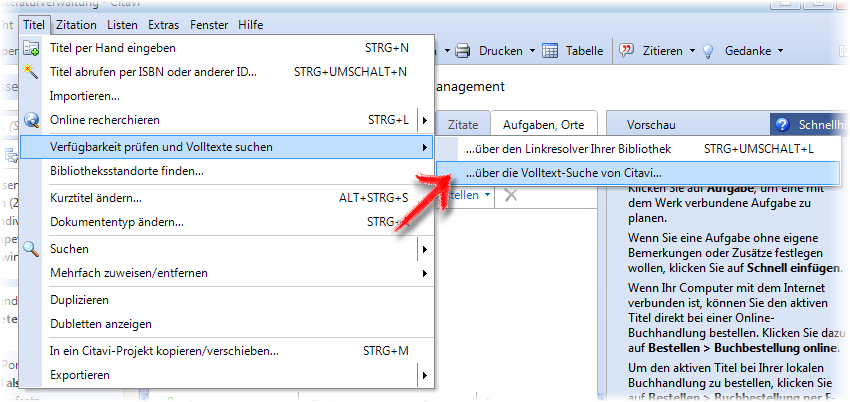 Citavi
Titel Zitation Listen Extras Fenster Hilfe
Drucken Tabelle Zitieren Gedanke
Titel per Hand eingeben STRG+N
Titel abrufen per ISBN oder anderer ID... STRG+UMSCHALT+N
Importieren...
Online recherchieren STRG+L
Verfügbarkeit prüfen und Volltexte suchen
Bibliotheksstandorte finden...
Kurztitel ändern... ALT+STRG+S
Dokumententyp ändern...
Suchen
Mehrfach zuweisen/entfernen
Duplizieren
Dubletten anzeigen
In ein Citavi-Projekt kopieren/verschieben... STRG+M
Exportieren
Zitate Aufgaben, Orte Vorschau
...über den Linkresolver Ihrer Bibliothek STRG+UMSCHALT+L
...über die Volltext-Suche von Citavi...
Klicken Sie auf Aufgabe, um eine mit
dem Werk verbundene Aufgabe zu
planen.
Wenn Sie eine Aufgabe ohne eigene
Bemerkungen oder Zusätze festlegen
wollen, klicken Sie auf Schnell einfügen.
Wenn Ihr Computer mit dem Internet
verbunden ist, können Sie den aktiven
Titel direkt bei einer Online-
Buchhandlung bestellen. Klicken Sie dazu
auf Bestellen > Buchbestellung online.
Um den aktiven Titel bei Ihrer lokalen
Buchhandlung zu bestellen, klicken Sie
auf Bestellen > Buchbestellung per E-